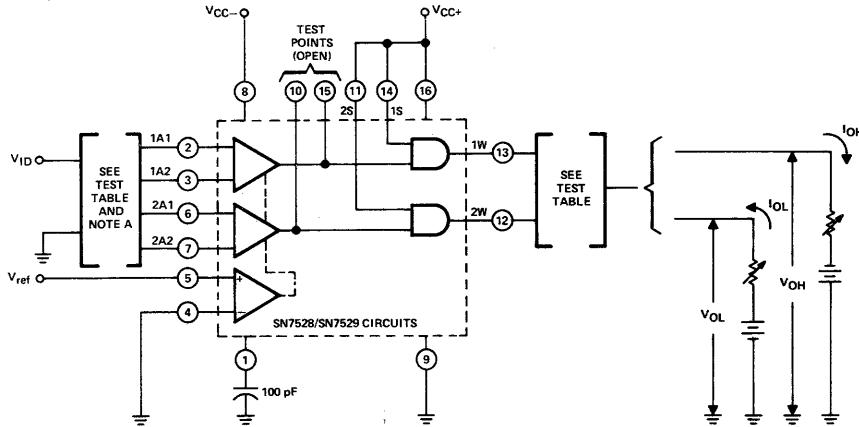 VCC−
VCC+
TEST
POINTS
(OPEN)
8
10
15
11
14
16
2S
1S
1A1
2
1A2
3
2A1
6
2A2
7
VID
SEE
TEST
TABLE
AND
NOTE A
Vref
5
+
4
−
1W
13
2W
12
SEE
TEST
TABLE
IOH
IOL
VOL
VOH
SN7528/SN7529 CIRCUITS
1
9
100 pF